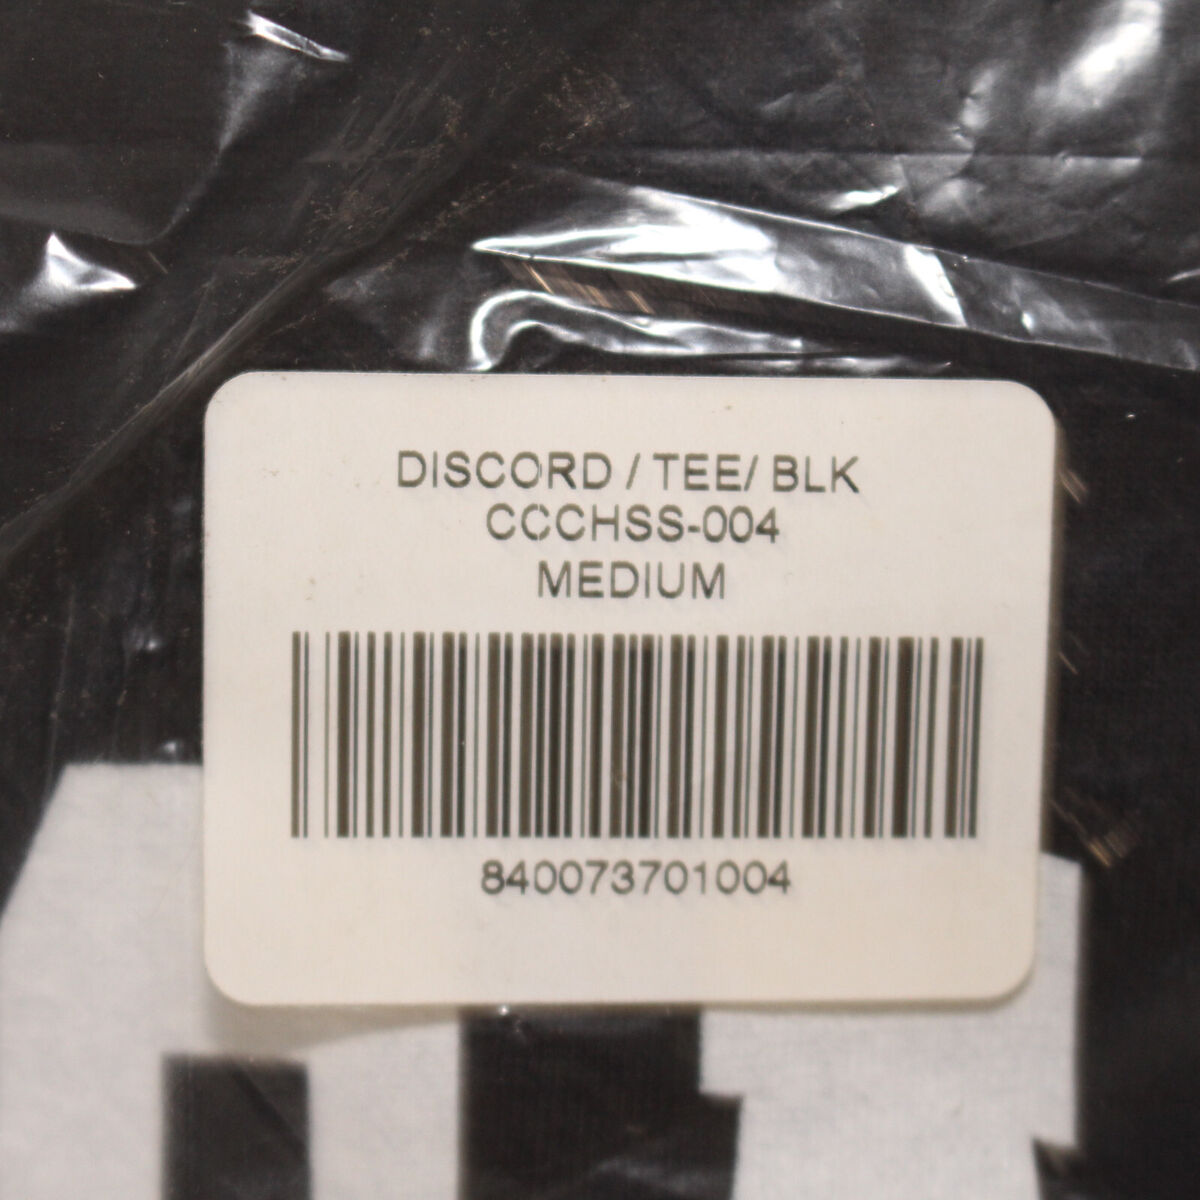 DISCORD / TEE/ BLK
CCCHSS-004
MEDIUM
840073701004